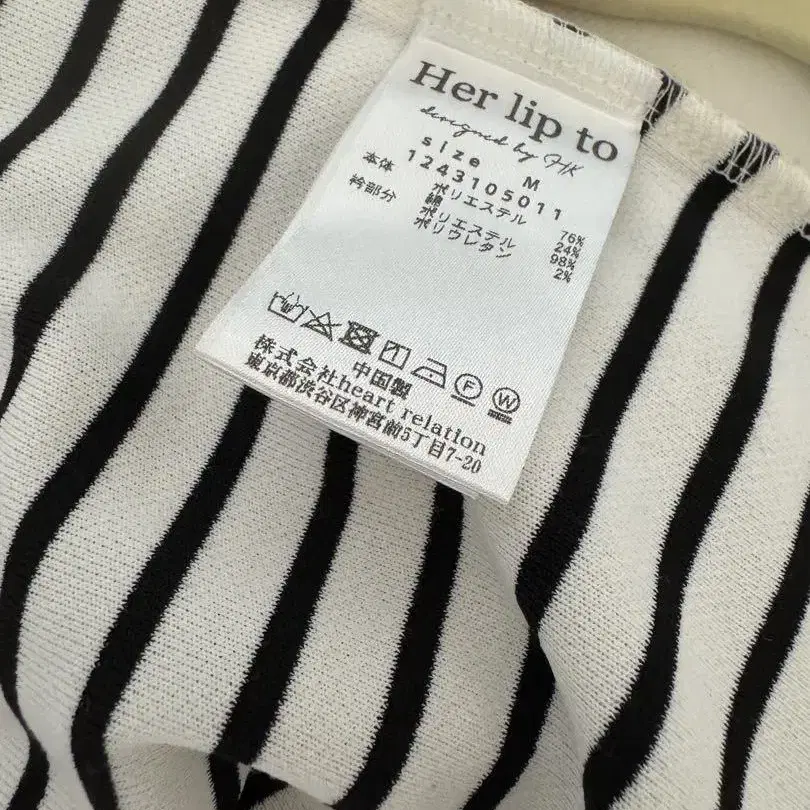 Her lip to
designed by HK
size M
1243105011
本体 ポリエステル 76%
綿 24%
衿部分 ポリエステル 98%
ポリウレタン 2%
中国製
株式会社heart relation
東京都渋谷区神宮前5丁目7-20